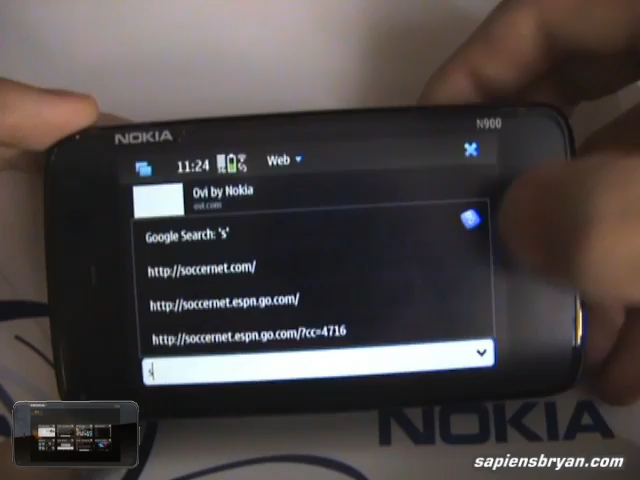 NOKIA
N900
11:24
Web
Ovi by Nokia
ovi.com
Google Search: 's'
http://soccernet.com/
http://soccernet.espn.go.com/
http://soccernet.espn.go.com/?cc=4716
s
NOKIA
sapiensbryan.com